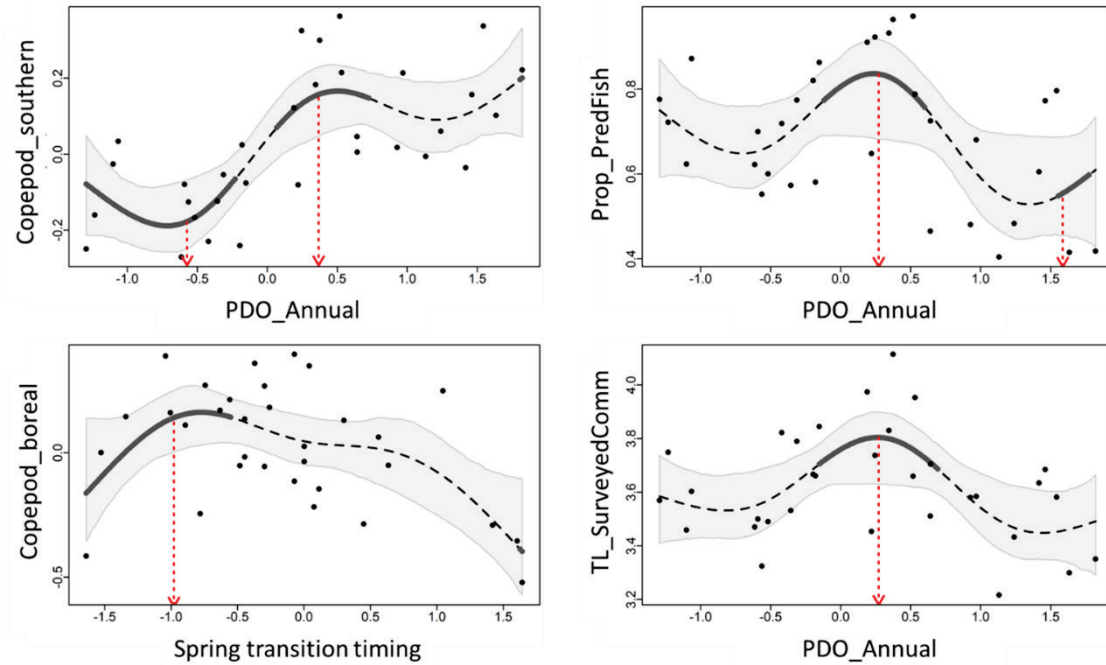 Copepod_southern
0.2
0.0
-0.2
-1.0 -0.5 0.0 0.5 1.0 1.5
PDO_Annual
Prop_PredFish
0.8
0.6
0.4
-1.0 -0.5 0.0 0.5 1.0 1.5
PDO_Annual
Copepod_boreal
0.0
-0.5
-1.5 -1.0 -0.5 0.0 0.5 1.0 1.5
Spring transition timing
TL_SurveyedComm
4.0
3.8
3.6
3.4
3.2
-1.0 -0.5 0.0 0.5 1.0 1.5
PDO_Annual